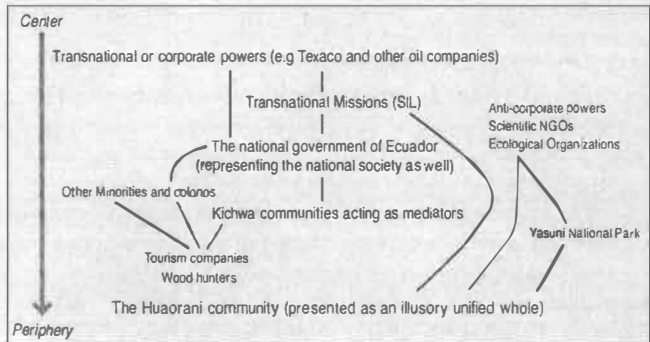 Center
Transnational or corporate powers (e.g Texaco and other oil companies)
Transnational Missions (SIL)
Anti-corporate powers
Scientific NGOs
Ecological Organizations
The national government of Ecuador
(representing the national society as well)
Other Minorities and colonos
Kichwa communities acting as mediators
Yasuni National Park
Tourism companies
Wood hunters
The Huaorani community (presented as an illusory unified whole)
Periphery